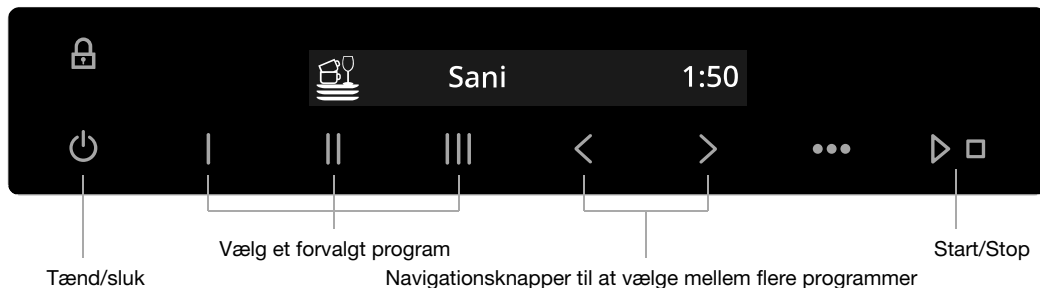 Sani 1:50
Vælg et forvalgt program
Start/Stop
Tænd/sluk
Navigationsknapper til at vælge mellem flere programmer